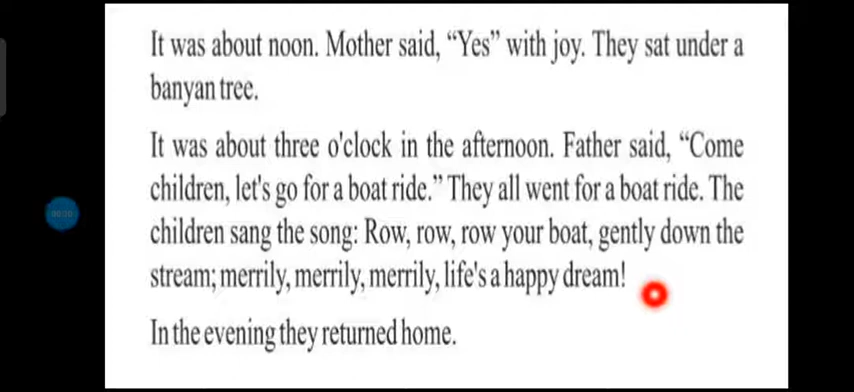 It was about noon. Mother said, “Yes” with joy. They sat under a
banyan tree.
It was about three o'clock in the afternoon. Father said, “Come
children, let's go for a boat ride.” They all went for a boat ride. The
children sang the song: Row, row, row your boat, gently down the
stream; merrily, merrily, merrily, life's a happy dream!
In the evening they returned home.